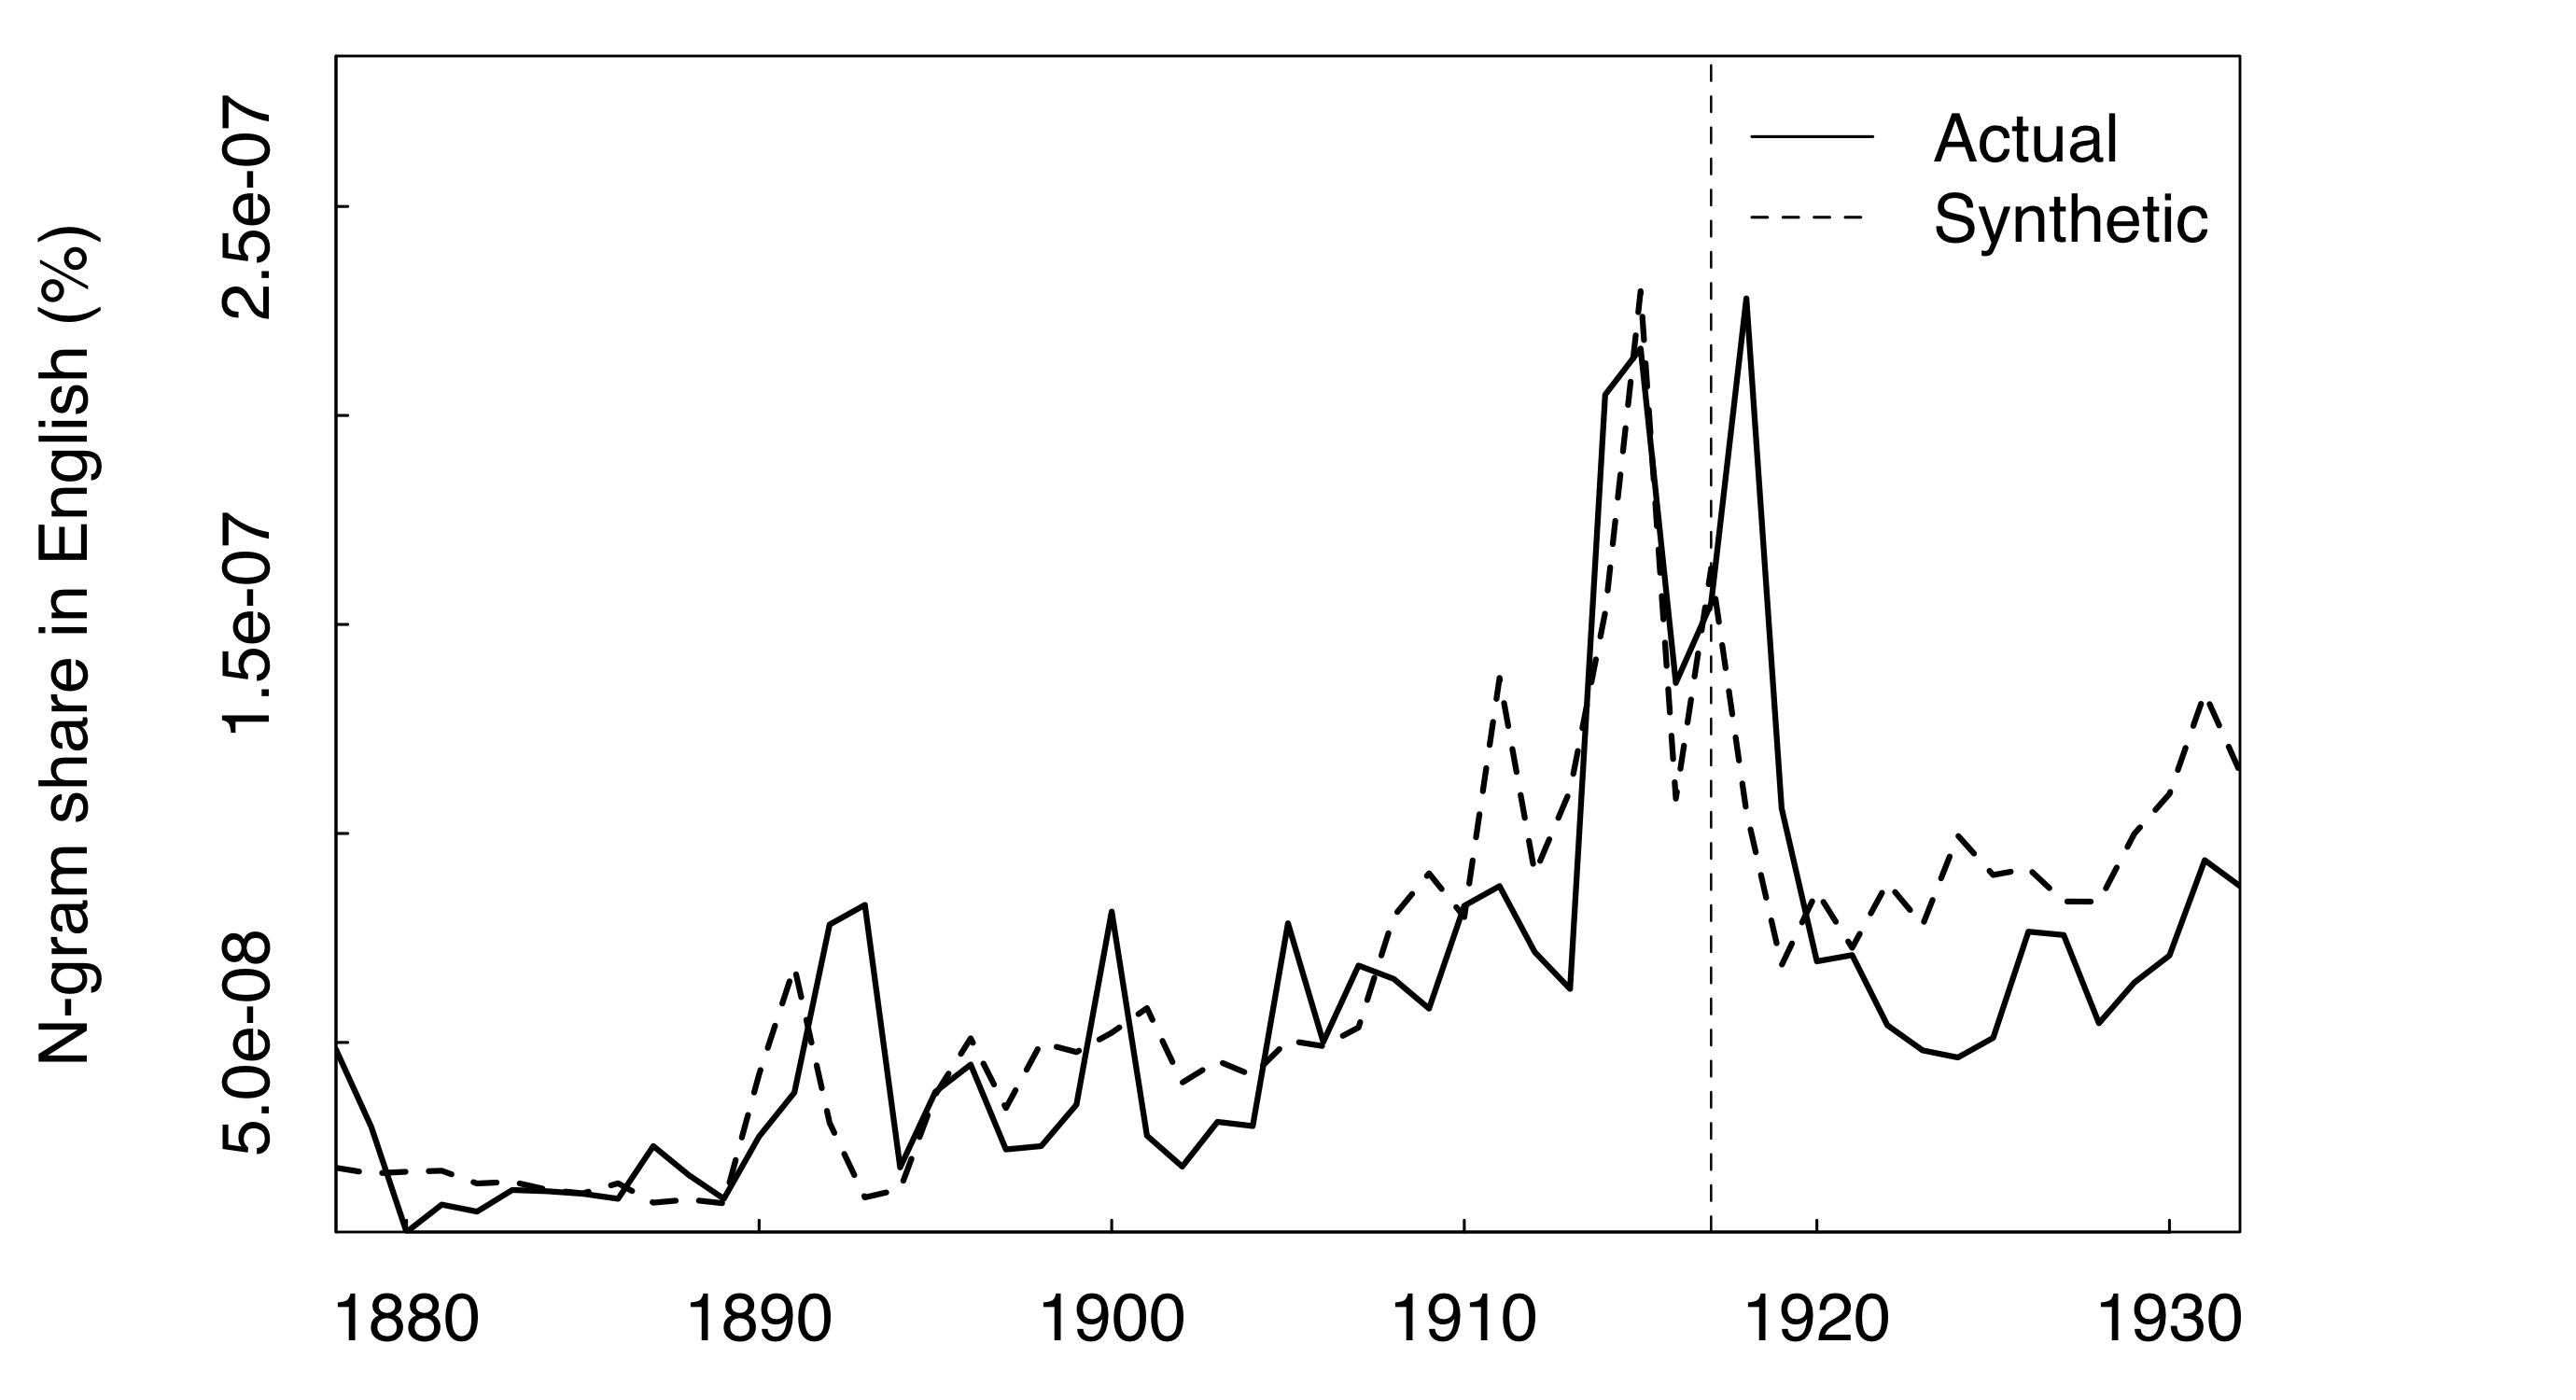 N-gram share in English (%)
2.5e-07
1.5e-07
5.0e-08
Actual
Synthetic
1880 1890 1900 1910 1920 1930